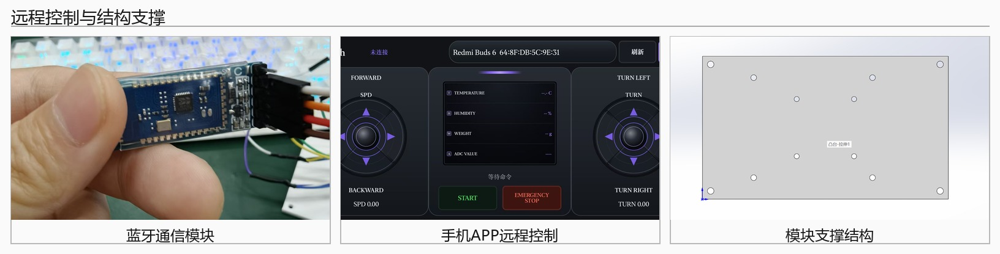 远程控制与结构支撑
h 未连接 Redmi Buds 6 64:8F:DB:5C:9E:31 刷新
FORWARD
SPD
BACKWARD
SPD 0.00
T TEMPERATURE --.- C
H HUMIDITY -- %
W WEIGHT -- g
A ADC VALUE ----
等待命令
START
EMERGENCY
STOP
TURN LEFT
TURN
TURN RIGHT
TURN 0.00
凸台-拉伸1
蓝牙通信模块
手机APP远程控制
模块支撑结构